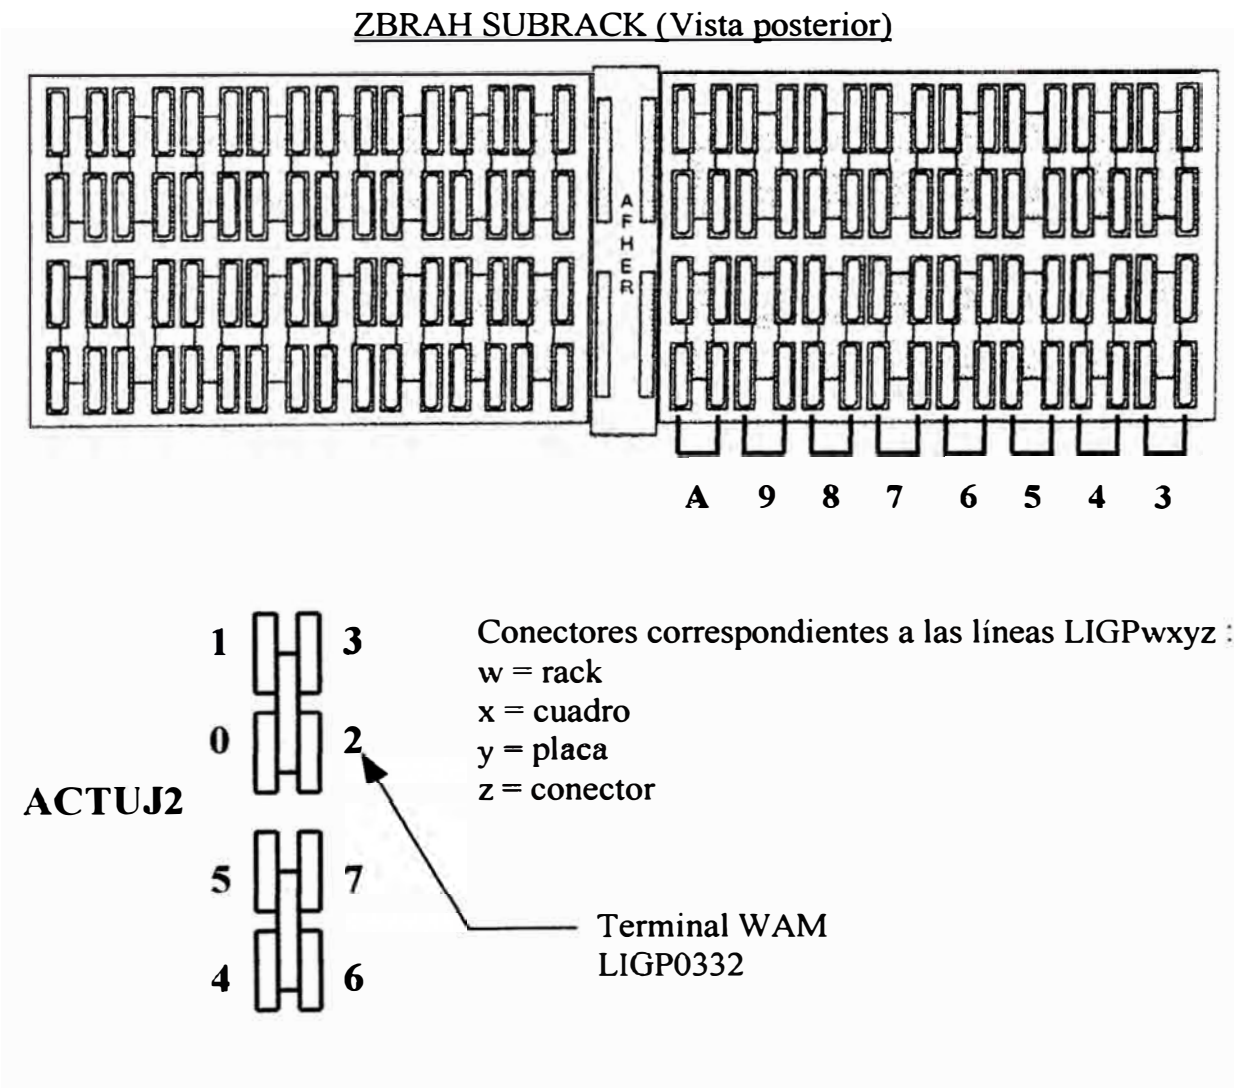 ZBRAH SUBRACK (Vista posterior)
AFHER
A 9 8 7 6 5 4 3
1 3
0 2
ACTUJ2
5 7
4 6
Conectores correspondientes a las líneas LIGPwxyz :
w = rack
x = cuadro
y = placa
z = conector
Terminal WAM
LIGP0332